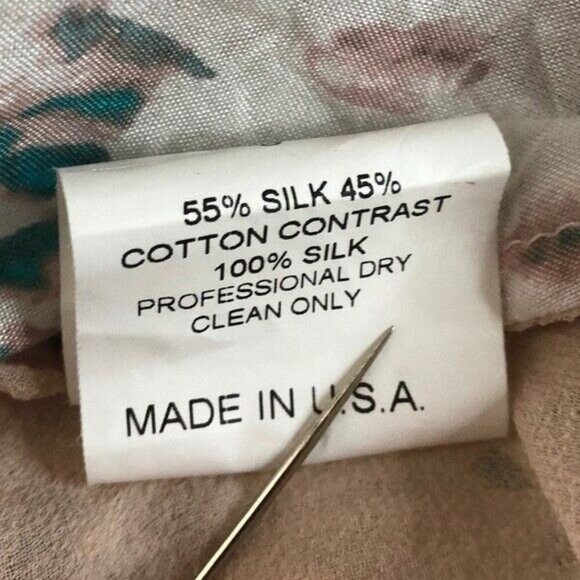 55% SILK 45%
COTTON CONTRAST
100% SILK
PROFESSIONAL DRY
CLEAN ONLY
MADE IN U.S.A.